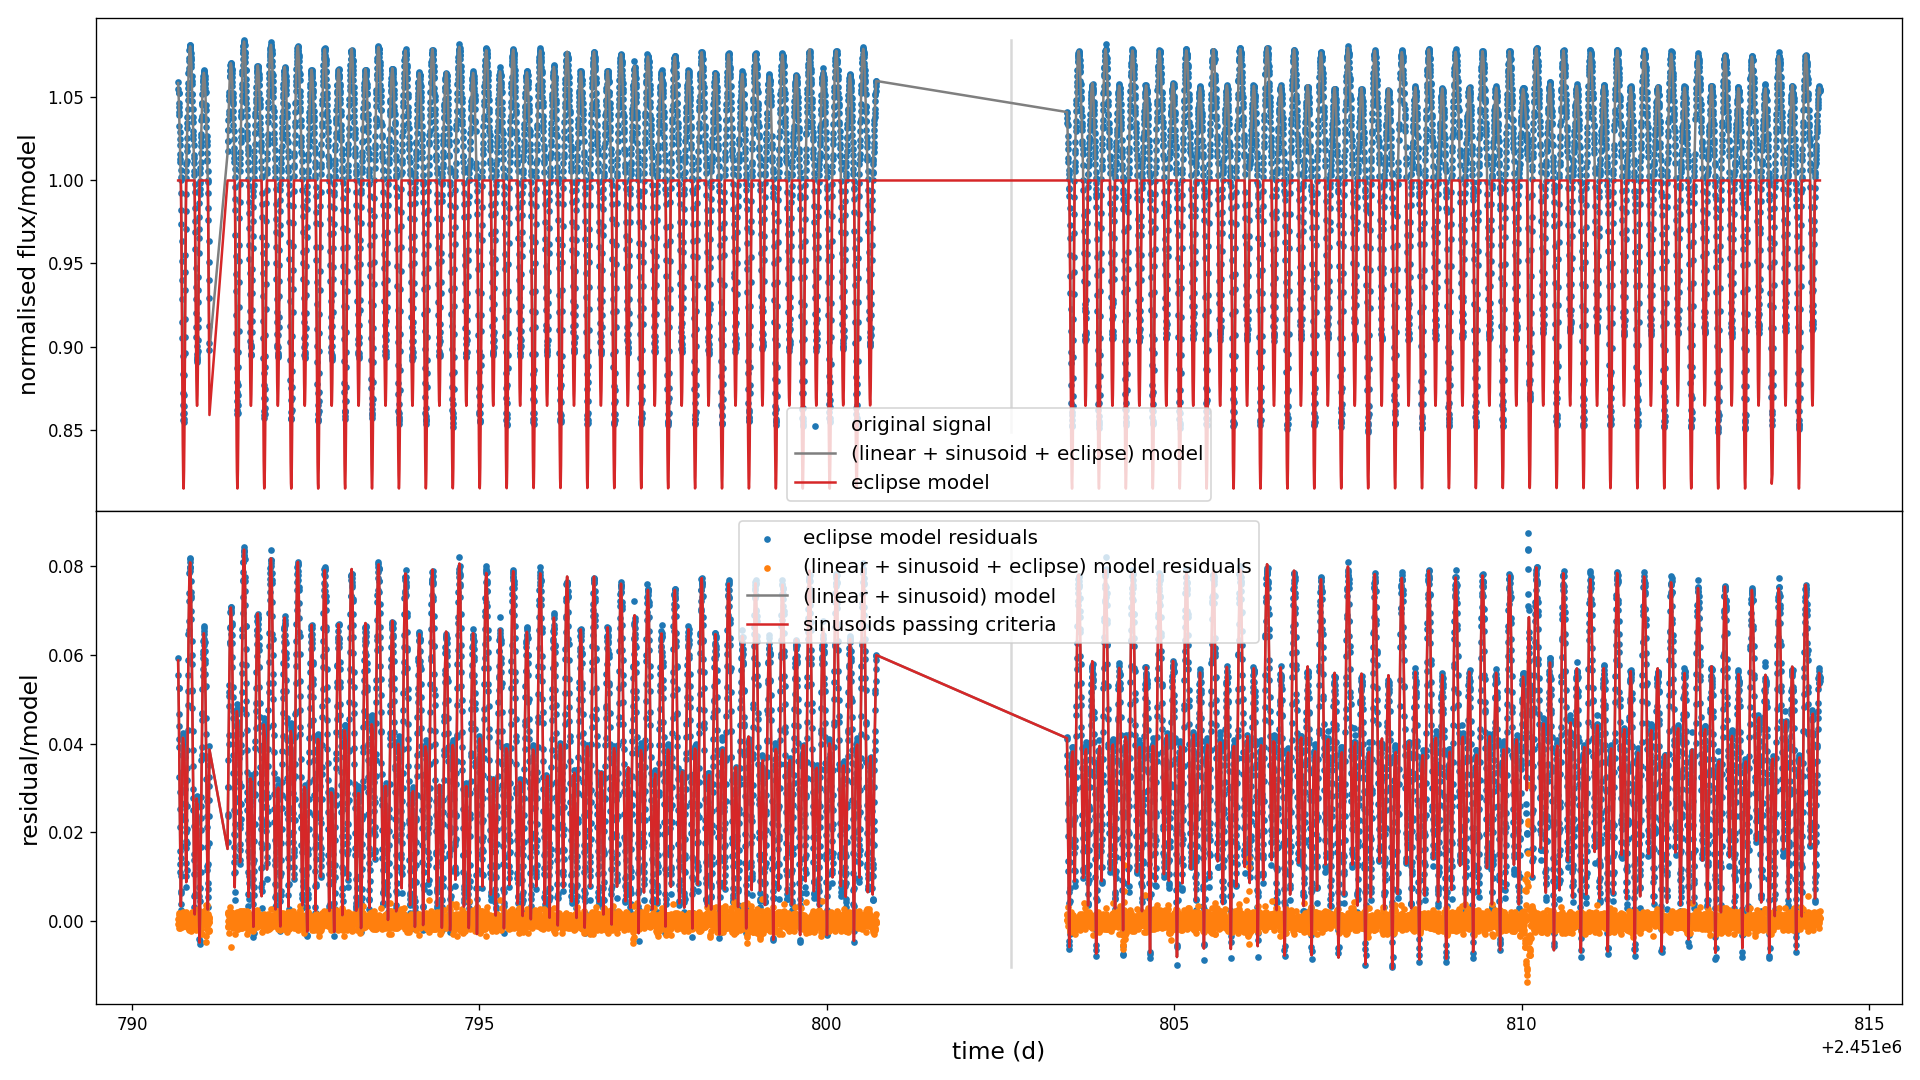 normalised flux/model
1.05
1.00
0.95
0.90
0.85
original signal
(linear + sinusoid + eclipse) model
eclipse model
residual/model
0.08
0.06
0.04
0.02
0.00
eclipse model residuals
(linear + sinusoid + eclipse) model residuals
(linear + sinusoid) model
sinusoids passing criteria
790 795 800 805 810 815
time (d)
+2.451e6